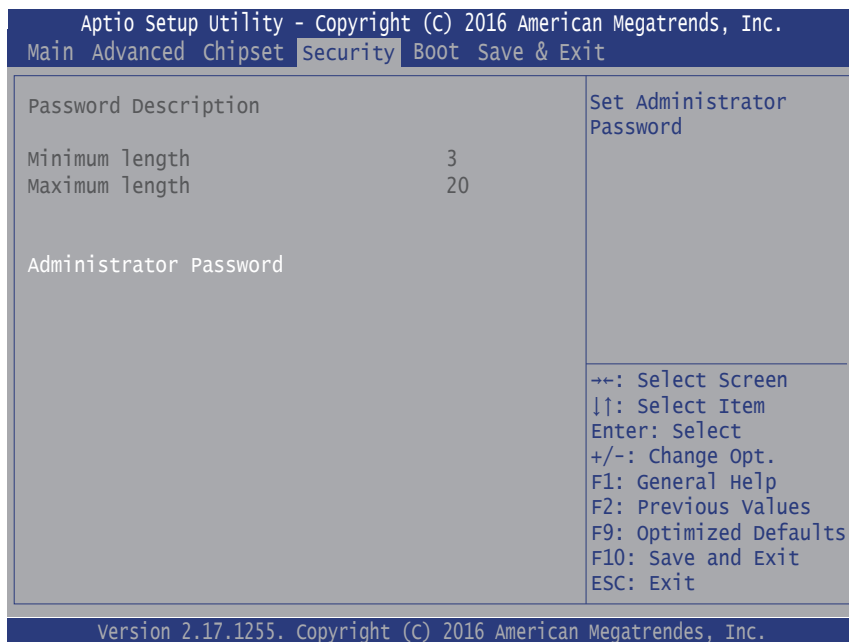 Aptio Setup Utility - Copyright (C) 2016 American Megatrends, Inc.
Main Advanced Chipset Security Boot Save & Exit
Password Description
Minimum length 3
Maximum length 20
Administrator Password
Set Administrator
Password
→←: Select Screen
↓↑: Select Item
Enter: Select
+/-: Change Opt.
F1: General Help
F2: Previous Values
F9: Optimized Defaults
F10: Save and Exit
ESC: Exit
Version 2.17.1255. Copyright (C) 2016 American Megatrendes, Inc.